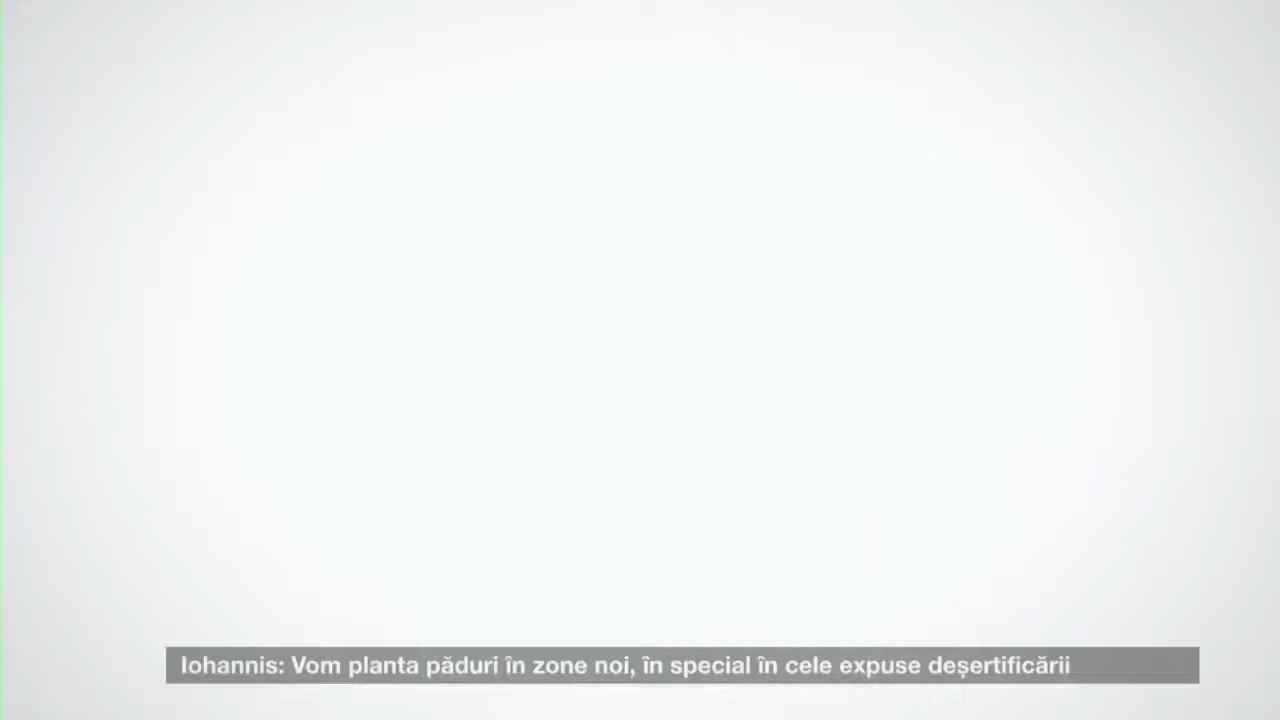 Iohannis: Vom planta păduri în zone noi, în special în cele expuse deșertificării